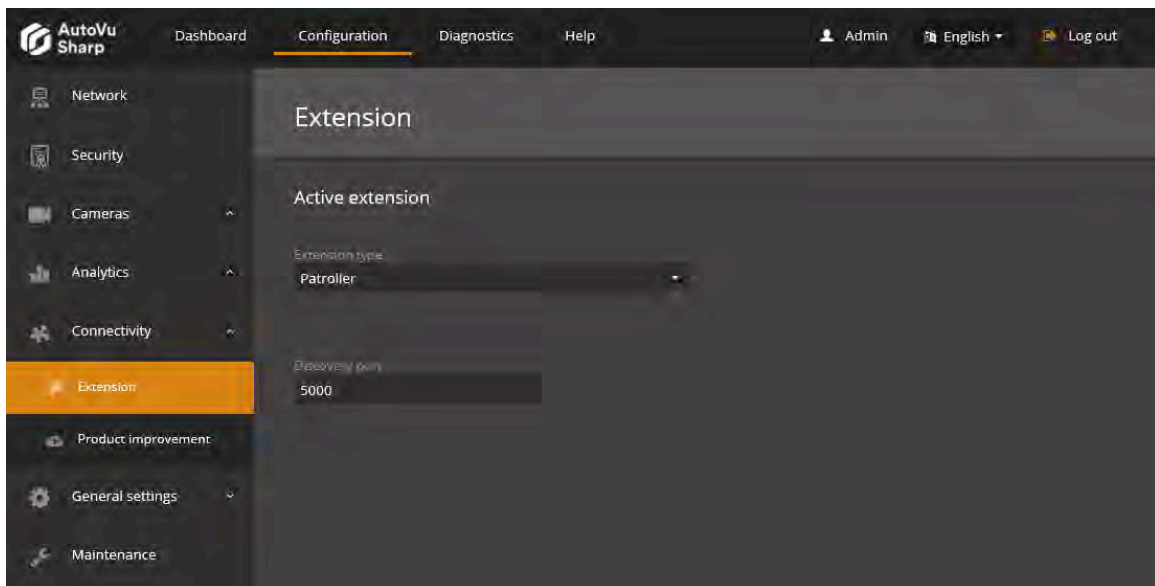 AutoVu
Sharp
Dashboard
Configuration
Diagnostics
Help
Admin
English
Log out
Network
Security
Cameras
Analytics
Connectivity
Extension
Product improvement
General settings
Maintenance
Extension
Active extension
Extension type
Patroller
Discovery port
5000